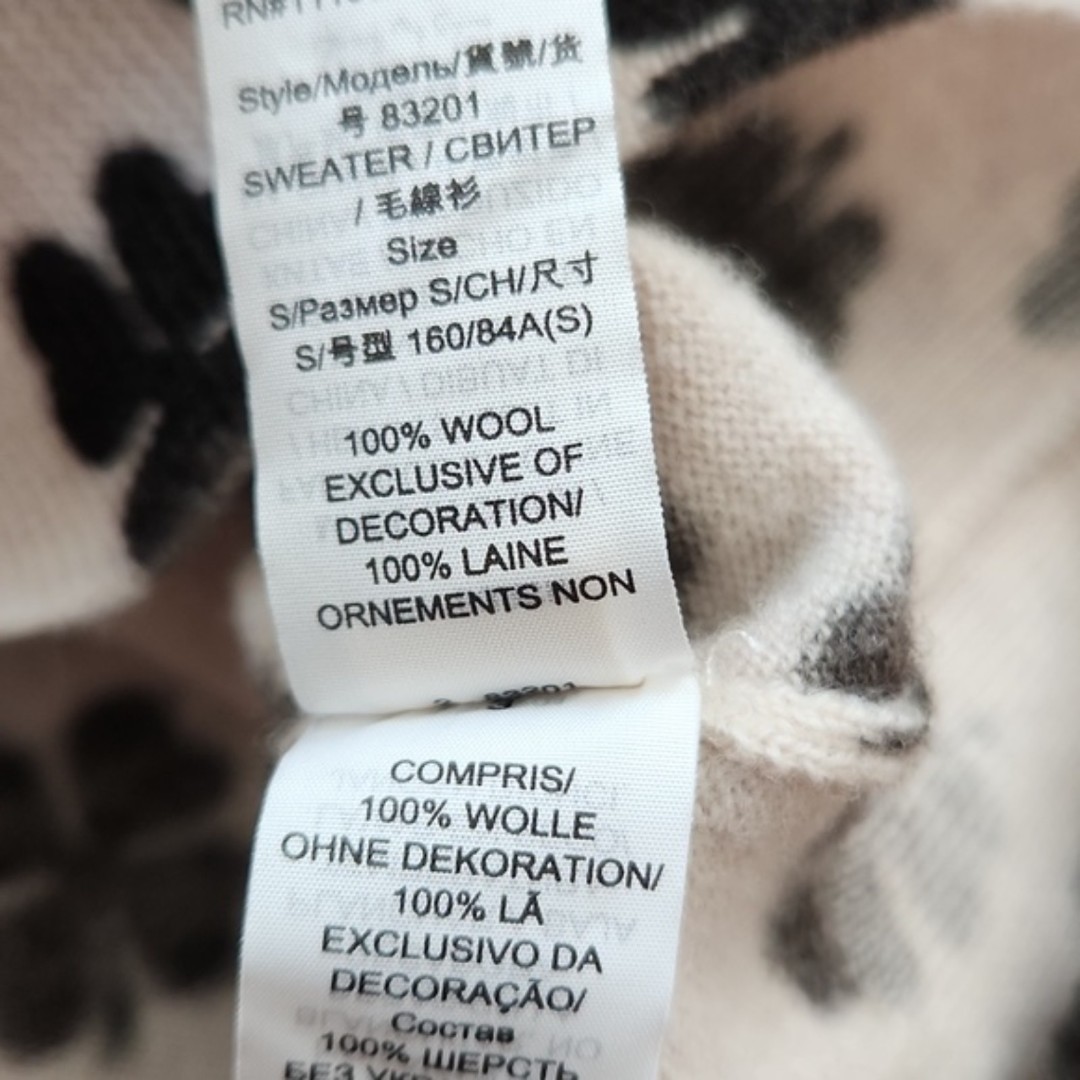 Style/Модель/貨號/货
号 83201
SWEATER / СВИТЕР
/ 毛線衫
Size
S/Размер S/CH/尺寸
S/号型 160/84A(S)
100% WOOL
EXCLUSIVE OF
DECORATION/
100% LAINE
ORNEMENTS NON
COMPRIS/
100% WOLLE
OHNE DEKORATION/
100% LÃ
EXCLUSIVO DA
DECORAÇÃO/
Состав
100% ШЕРСТЬ
БЕЗ